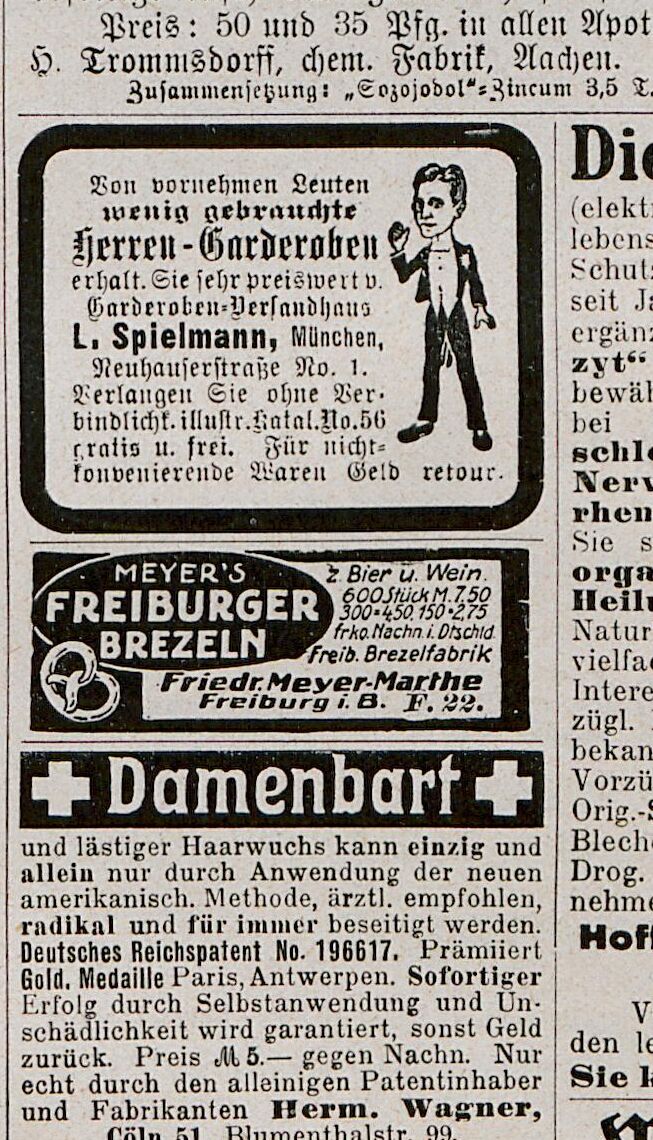 Preis: 50 und 35 Pfg. in allen Apot
H. Trommsdorff, chem. Fabrik, Aachen.
Zusammensetzung: „Sozojodol“-Zincum 3,5 T.
Von vornehmen Leuten
wenig gebrauchte
Herren-Garderoben
erhalt. Sie sehr preiswert v.
Garderoben-Versandhaus
L. Spielmann, München,
Neuhauserstraße No. 1.
Verlangen Sie ohne Ver-
bindlichk. illustr. Katal. No. 56
gratis u. frei. Für nicht-
konvenierende Waren Geld retour.
MEYER'S
FREIBURGER
BREZELN
z. Bier u. Wein.
600 Stück M. 7.50
300=4.50. 150=2,75
frko. Nachn. i. Dtschld.
Freib. Brezelfabrik
Friedr. Meyer-Marthe
Freiburg i. B. F. 22.
Damenbart
und lästiger Haarwuchs kann einzig und
allein nur durch Anwendung der neuen
amerikanisch. Methode, ärztl. empfohlen,
radikal und für immer beseitigt werden.
Deutsches Reichspatent No. 196617. Prämiiert
Gold. Medaille Paris, Antwerpen. Sofortiger
Erfolg durch Selbstanwendung und Un-
schädlichkeit wird garantiert, sonst Geld
zurück. Preis ℳ 5.— gegen Nachn. Nur
echt durch den alleinigen Patentinhaber
und Fabrikanten Herm. Wagner,
Cöln 51, Blumenthalstr. 99.
Die
(elekt
lebens
Schutz
seit Ja
ergänz
zyt“
bewäh
bei
schle
Nerv
rhen
Sie s
orga
Heilu
Natur
vielfa
Intere
zügl.
bekan
Vorzü
Orig.-S
Blech
Drog.
nehme
Hoff
V
den le
Sie k